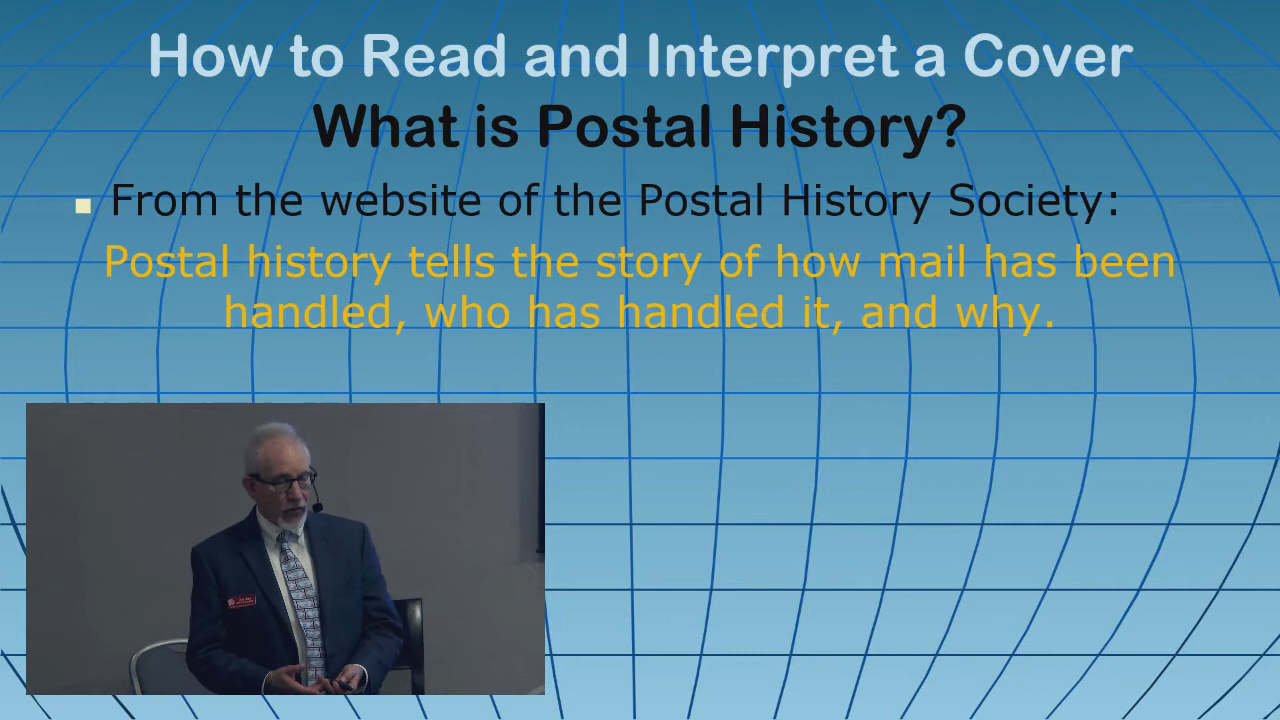 How to Read and Interpret a Cover
What is Postal History?
From the website of the Postal History Society:
Postal history tells the story of how mail has been
handled, who has handled it, and why.